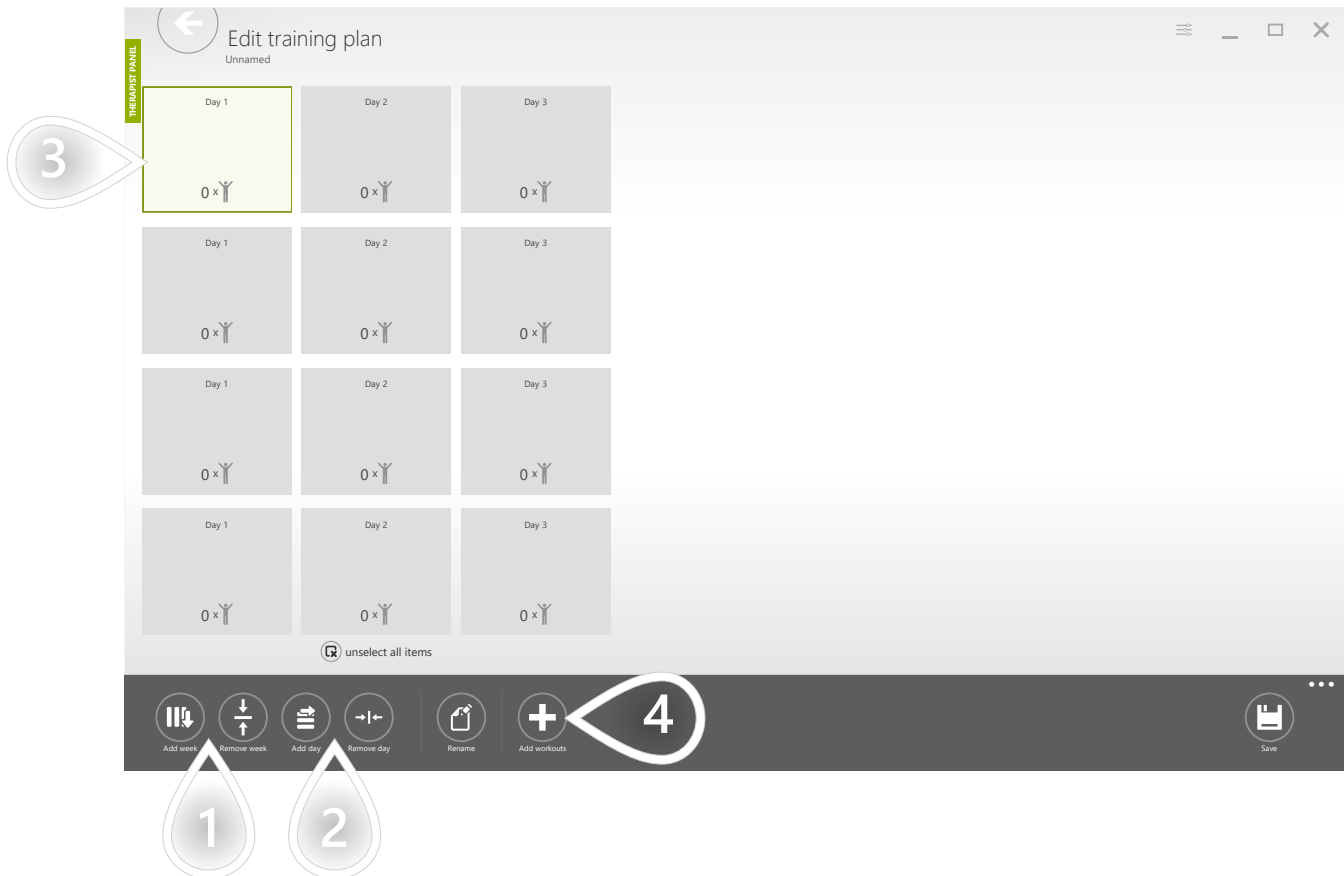 Edit training plan
Unnamed
THERAPIST PANEL
Day 1 Day 2 Day 3
0 x 0 x 0 x
3
Day 1 Day 2 Day 3
0 x 0 x 0 x
Day 1 Day 2 Day 3
0 x 0 x 0 x
Day 1 Day 2 Day 3
0 x 0 x 0 x
unselect all items
4
Add week Remove week Add day Remove day Rename Add workouts Save
1 2